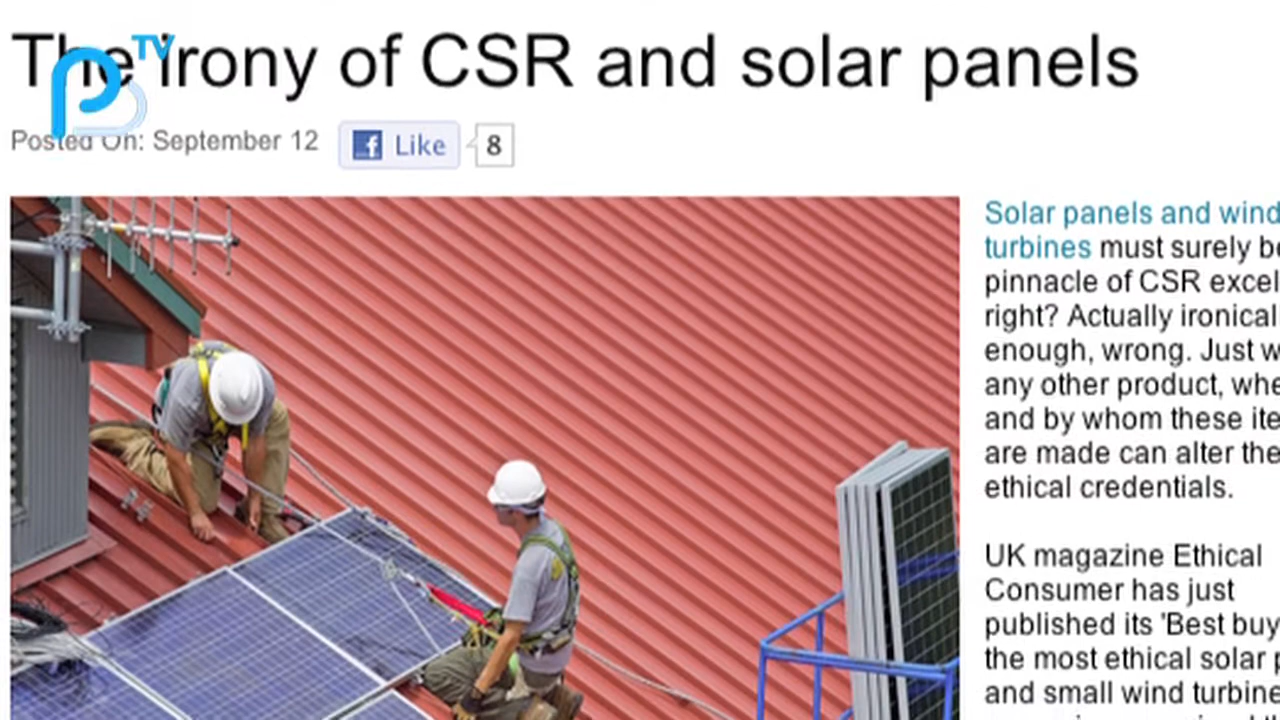 The irony of CSR and solar panels
TV
Posted On: September 12
Like
8
Solar panels and wind
turbines must surely be
pinnacle of CSR excel
right? Actually ironical
enough, wrong. Just w
any other product, whe
and by whom these ite
are made can alter the
ethical credentials.
UK magazine Ethical
Consumer has just
published its 'Best buy
the most ethical solar p
and small wind turbine